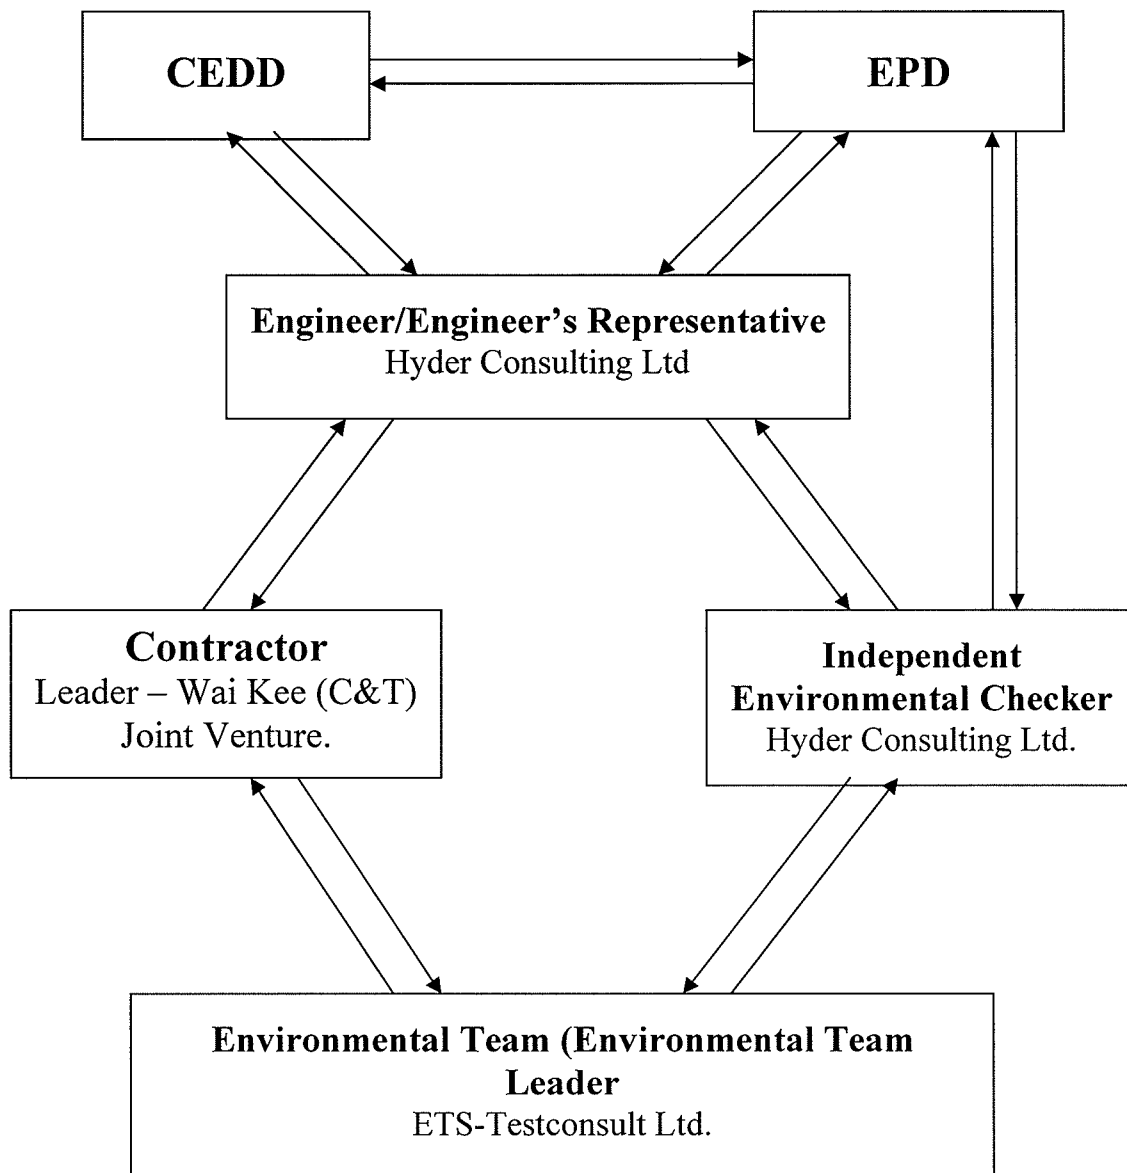 CEDD
EPD
Engineer/Engineer’s Representative
Hyder Consulting Ltd
Contractor
Leader – Wai Kee (C&T)
Joint Venture.
Independent
Environmental Checker
Hyder Consulting Ltd.
Environmental Team (Environmental Team
Leader
ETS-Testconsult Ltd.